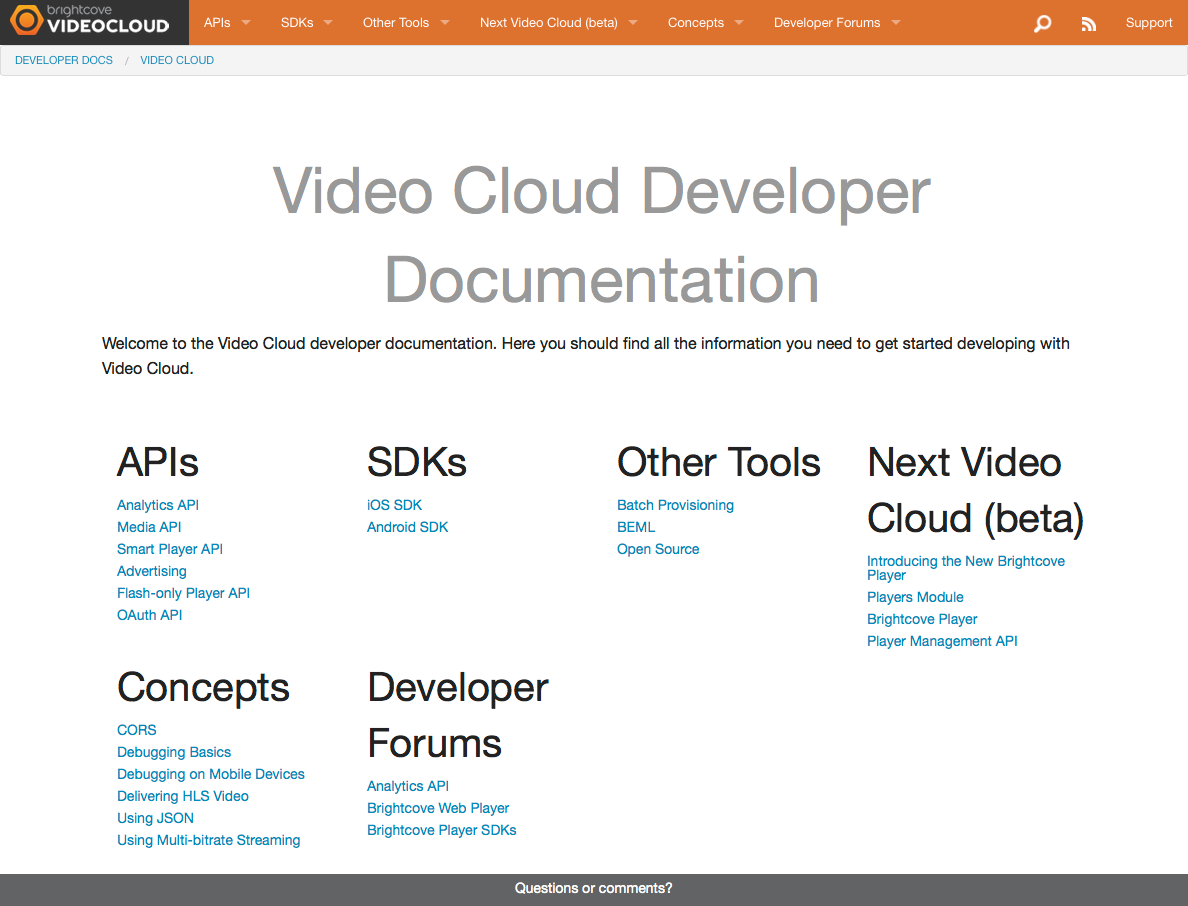 brightcove
VIDEOCLOUD
APIs
SDKs
Other Tools
Next Video Cloud (beta)
Concepts
Developer Forums
Support
DEVELOPER DOCS / VIDEO CLOUD
Video Cloud Developer
Documentation
Welcome to the Video Cloud developer documentation. Here you should find all the information you need to get started developing with
Video Cloud.
APIs
Analytics API
Media API
Smart Player API
Advertising
Flash-only Player API
OAuth API
SDKs
iOS SDK
Android SDK
Other Tools
Batch Provisioning
BEML
Open Source
Next Video
Cloud (beta)
Introducing the New Brightcove
Player
Players Module
Brightcove Player
Player Management API
Concepts
CORS
Debugging Basics
Debugging on Mobile Devices
Delivering HLS Video
Using JSON
Using Multi-bitrate Streaming
Developer
Forums
Analytics API
Brightcove Web Player
Brightcove Player SDKs
Questions or comments?